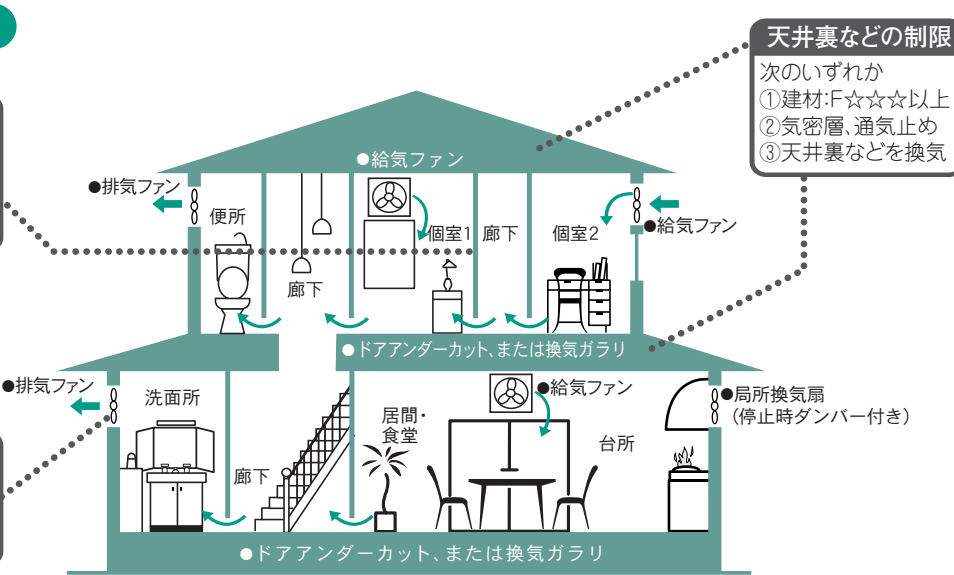 天井裏などの制限
次のいずれか
①建材:F☆☆☆以上
②気密層、通気止め
③天井裏などを換気
●給気ファン
●排気ファン
便所
個室1
廊下
個室2
●給気ファン
廊下
●ドアアンダーカット、または換気ガラリ
●排気ファン
洗面所
●給気ファン
●局所換気扇
(停止時ダンパー付き)
居間・
食堂
台所
廊下
●ドアアンダーカット、または換気ガラリ